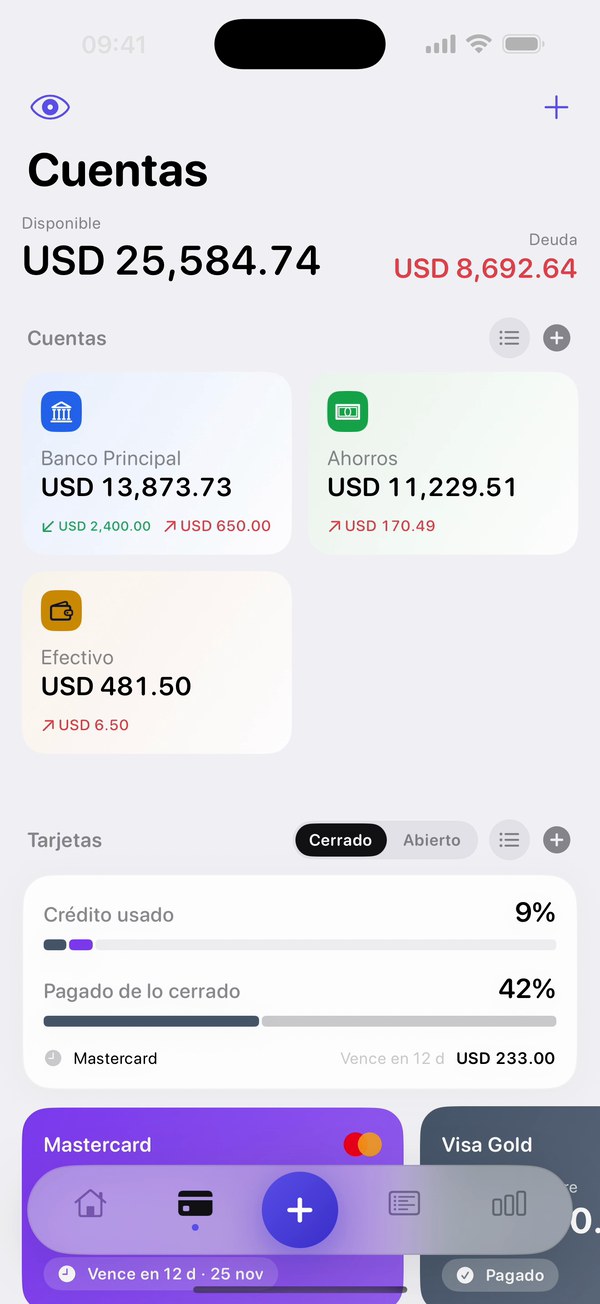 09:41
Cuentas
Disponible
USD 25,584.74
Deuda
USD 8,692.64
Cuentas
Banco Principal
USD 13,873.73
USD 2,400.00 USD 650.00
Ahorros
USD 11,229.51
USD 170.49
Efectivo
USD 481.50
USD 6.50
Tarjetas
Cerrado Abierto
Crédito usado 9%
Pagado de lo cerrado 42%
Mastercard Vence en 12 d USD 233.00
Mastercard
Vence en 12 d · 25 nov
Visa Gold
re
0.
Pagado